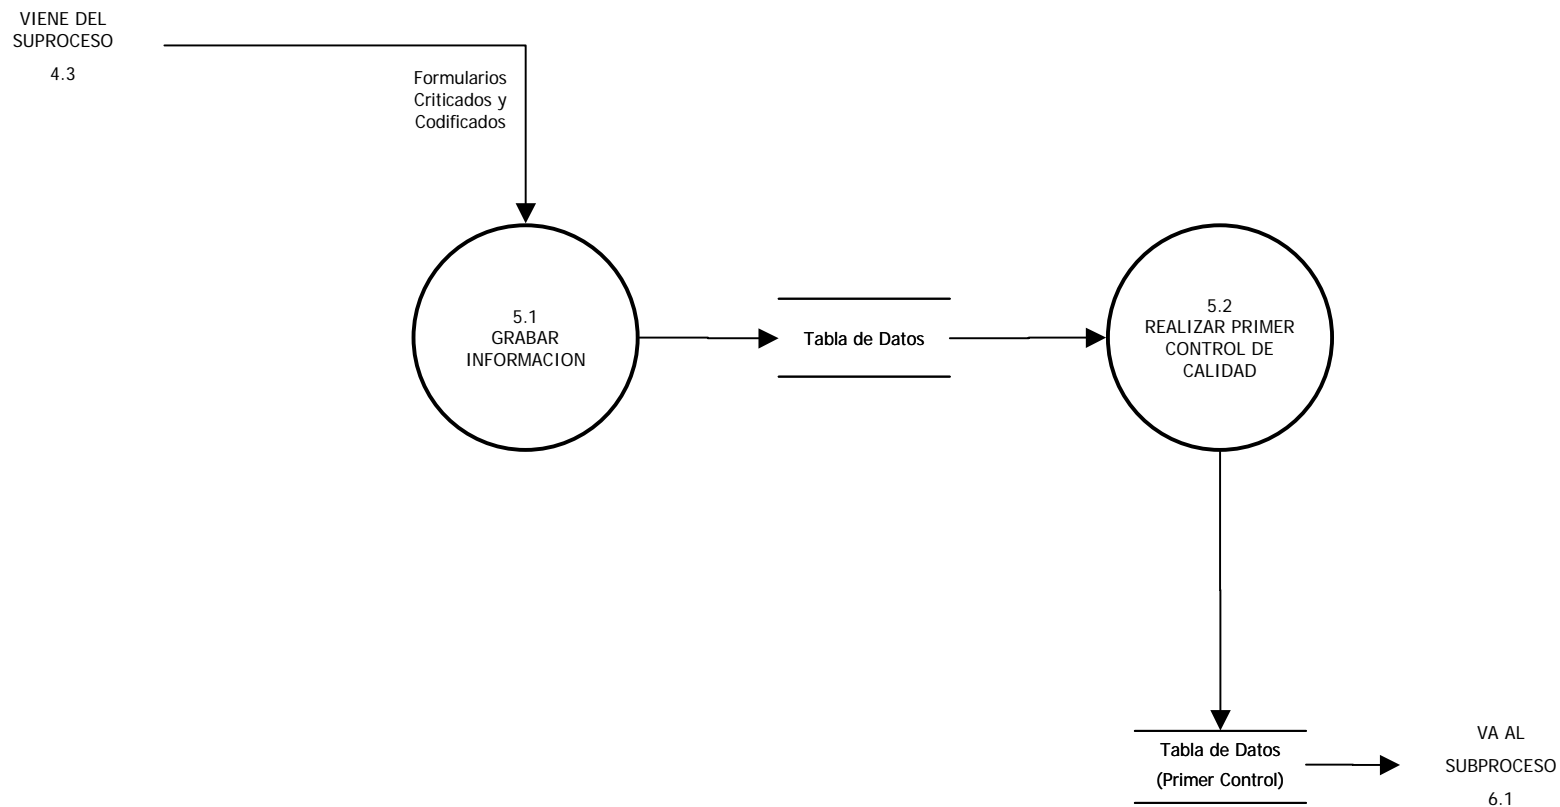 VIENE DEL
SUPROCESO
4.3
Formularios
Criticados y
Codificados
5.1
GRABAR
INFORMACION
Tabla de Datos
5.2
REALIZAR PRIMER
CONTROL DE
CALIDAD
Tabla de Datos
(Primer Control)
VA AL
SUBPROCESO
6.1